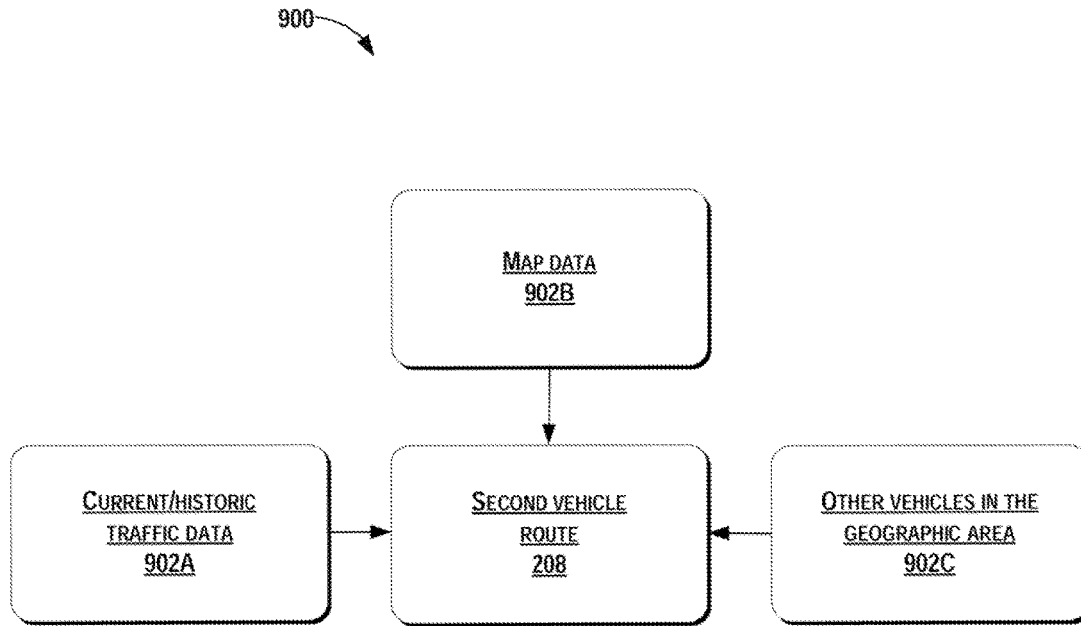 900
MAP DATA
902B
CURRENT/HISTORIC
TRAFFIC DATA
902A
SECOND VEHICLE
ROUTE
208
OTHER VEHICLES IN THE
GEOGRAPHIC AREA
902C